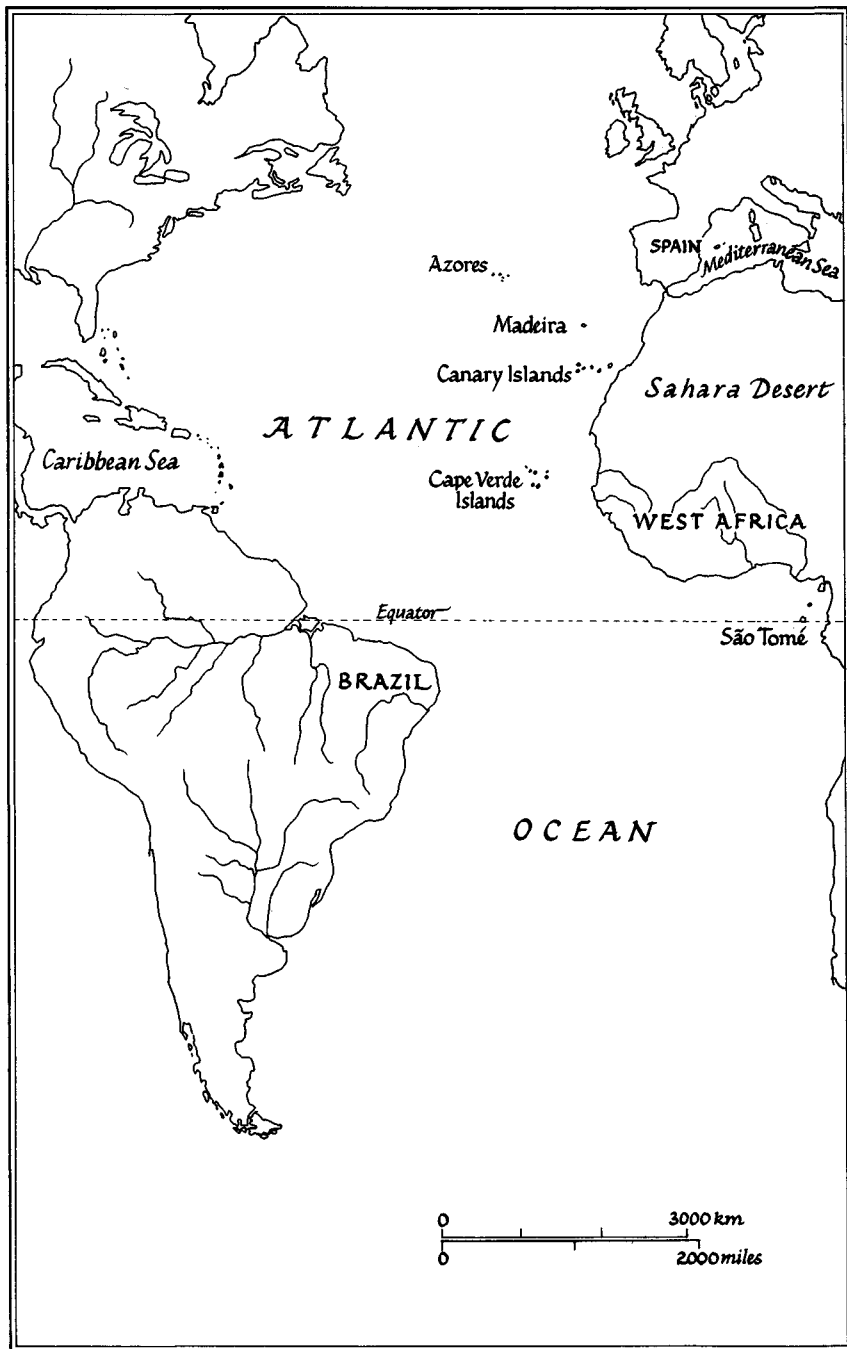 SPAIN
Mediterranean Sea
Azores
Madeira
Canary Islands
Sahara Desert
ATLANTIC
Caribbean Sea
Cape Verde
Islands
WEST AFRICA
Equator
São Tomé
BRAZIL
OCEAN
0 3000 km
0 2000 miles